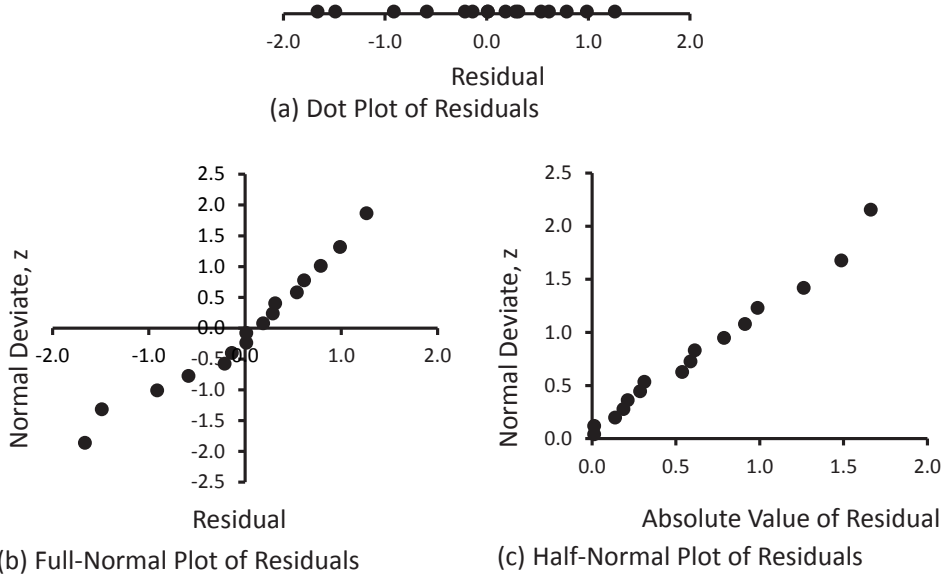 -2.0 -1.0 0.0 1.0 2.0
Residual
(a) Dot Plot of Residuals
Normal Deviate, z
2.5
2.0
1.5
1.0
0.5
0.0
-2.0 -1.0 0.0 1.0 2.0
-0.5
-1.0
-1.5
-2.0
-2.5
Residual
(b) Full-Normal Plot of Residuals
Normal Deviate, z
2.5
2.0
1.5
1.0
0.5
0.0
0.0 0.5 1.0 1.5 2.0
Absolute Value of Residual
(c) Half-Normal Plot of Residuals